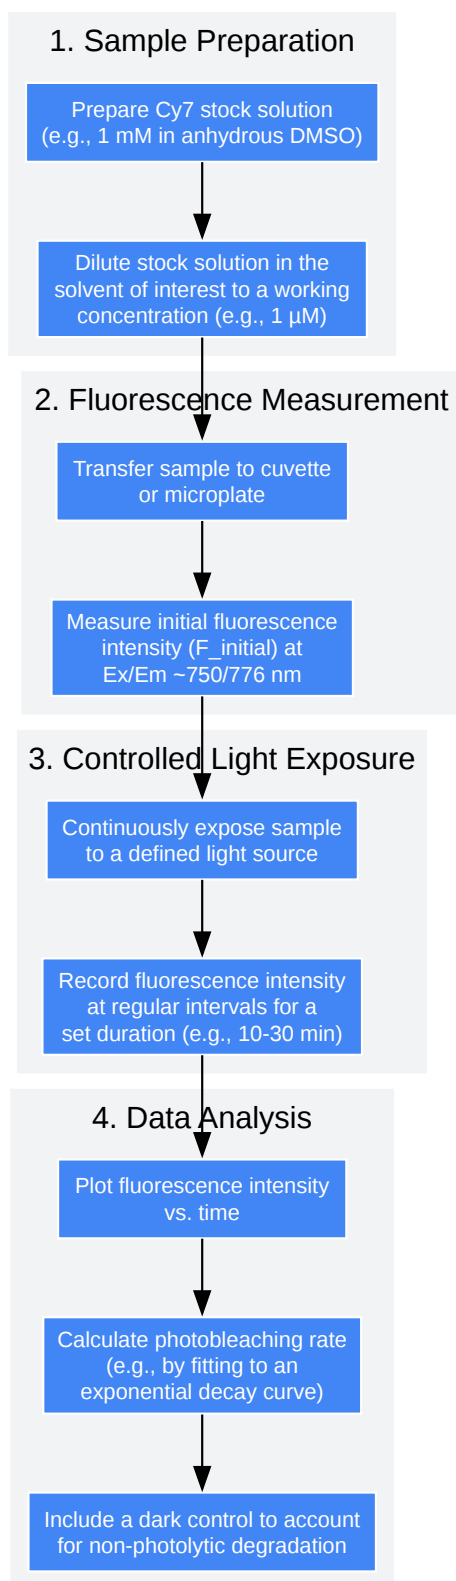 1. Sample Preparation
Prepare Cy7 stock solution
(e.g., 1 mM in anhydrous DMSO)
Dilute stock solution in the
solvent of interest to a working
concentration (e.g., 1 µM)
2. Fluorescence Measurement
Transfer sample to cuvette
or microplate
Measure initial fluorescence
intensity (F_initial) at
Ex/Em ~750/776 nm
3. Controlled Light Exposure
Continuously expose sample
to a defined light source
Record fluorescence intensity
at regular intervals for a
set duration (e.g., 10-30 min)
4. Data Analysis
Plot fluorescence intensity
vs. time
Calculate photobleaching rate
(e.g., by fitting to an
exponential decay curve)
Include a dark control to account
for non-photolytic degradation